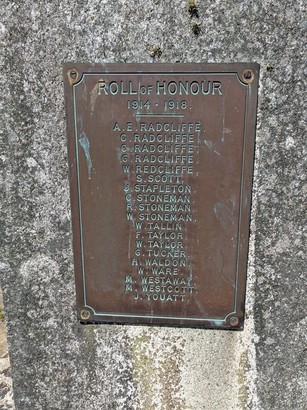 ROLL OF HONOUR
1914 - 1918.
A. E. RADCLIFFE.
C. RADCLIFFE.
C. RADCLIFFE.
G. RADCLIFFE.
W. REDCLIFFE.
S. SCOTT.
S. STAPLETON.
C. STONEMAN.
R. STONEMAN.
W. STONEMAN.
W. TALLIN.
F. TAYLOR.
W. TAYLOR.
G. TUCKER.
H. WALDON.
W. WARE.
M. WESTAWAY.
M. WESTCOTT.
J. YOUATT.